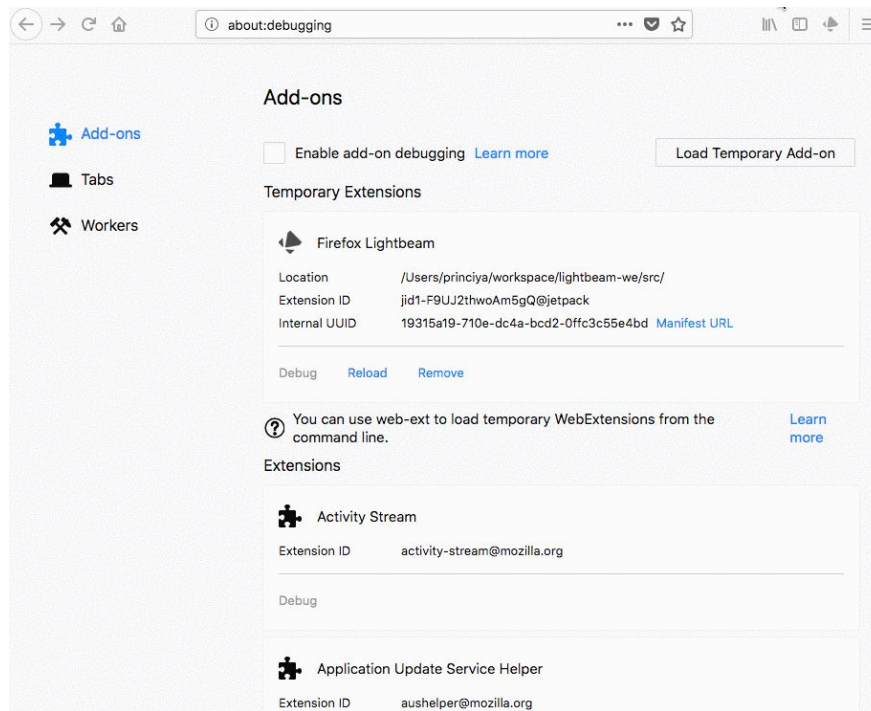 about:debugging
Add-ons
Add-ons
Enable add-on debugging Learn more
Load Temporary Add-on
Tabs
Temporary Extensions
Workers
Firefox Lightbeam
Location /Users/princiya/workspace/lightbeam-we/src/
Extension ID jid1-F9UJ2thwoAm5gQ@jetpack
Internal UUID 19315a19-710e-dc4a-bcd2-0ffc3c55e4bd Manifest URL
Debug Reload Remove
You can use web-ext to load temporary WebExtensions from the
command line.
Learn
more
Extensions
Activity Stream
Extension ID activity-stream@mozilla.org
Debug
Application Update Service Helper
Extension ID aushelper@mozilla.org